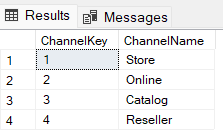 Results Messages
ChannelKey ChannelName
1 1 Store
2 2 Online
3 3 Catalog
4 4 Reseller